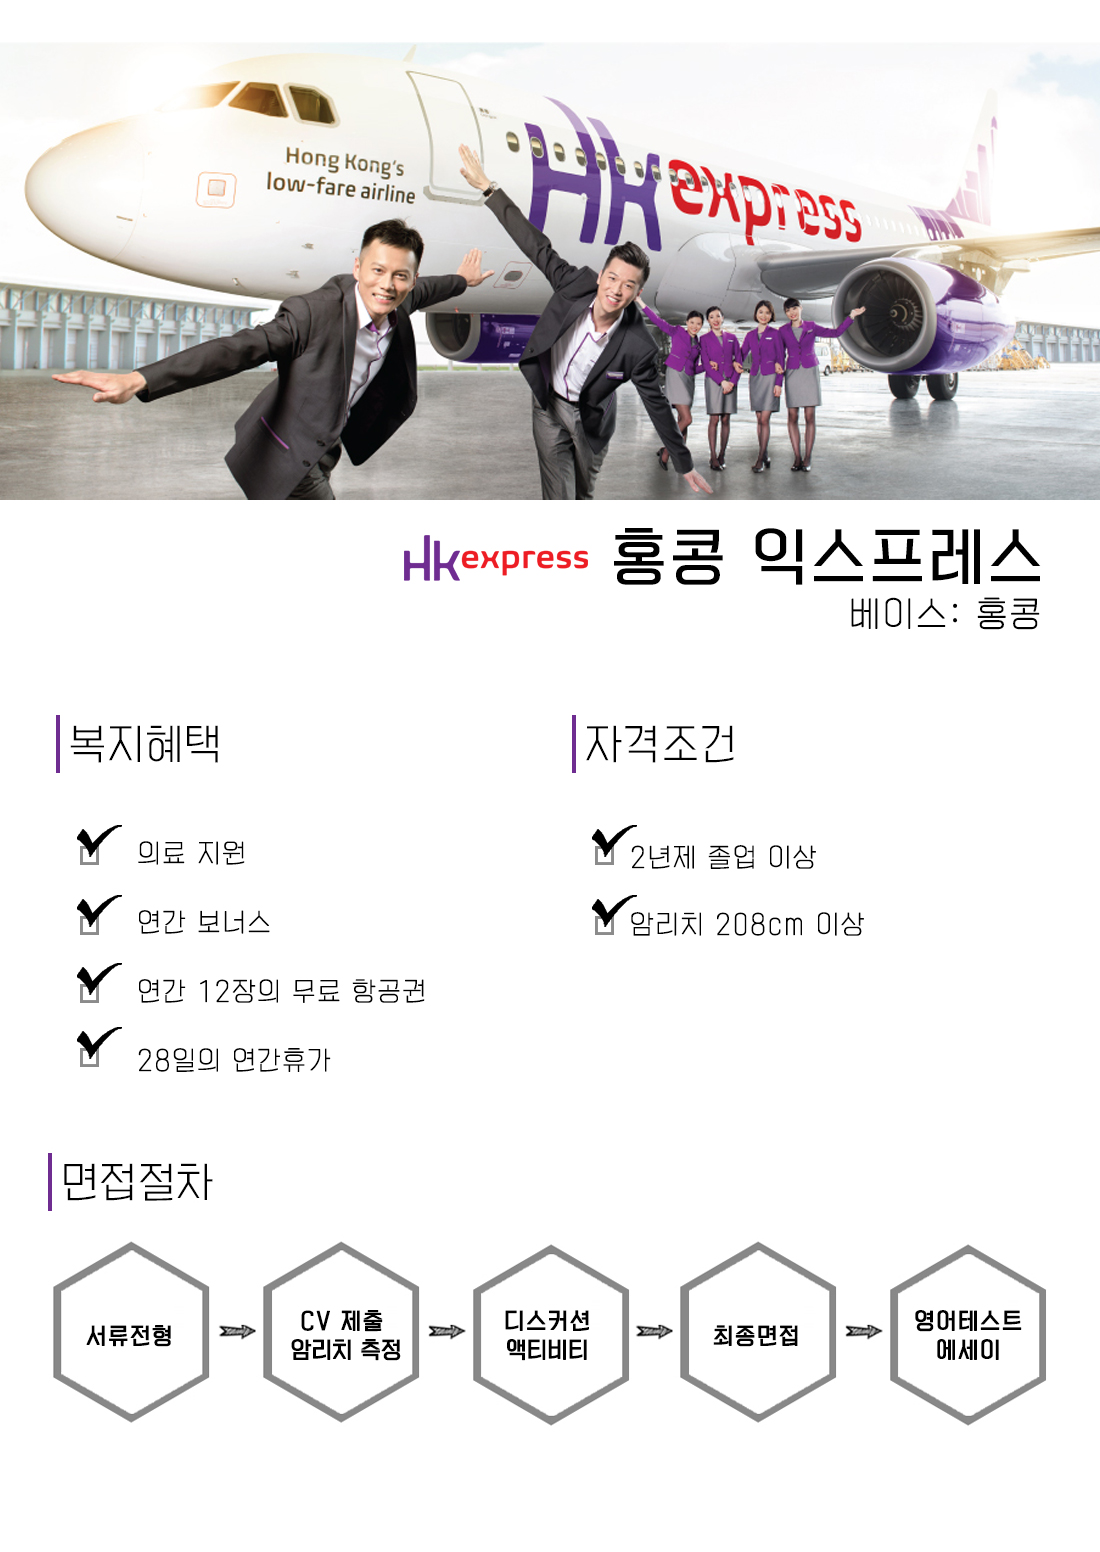 Hong Kong's
low-fare airline
Hk express
Hk express 홍콩 익스프레스
베이스: 홍콩
복지혜택
의료 지원
연간 보너스
연간 12장의 무료 항공권
28일의 연간휴가
자격조건
2년제 졸업 이상
암리치 208cm 이상
면접절차
서류전형
CV 제출
암리치 측정
디스커션
액티비티
최종면접
영어테스트
에세이